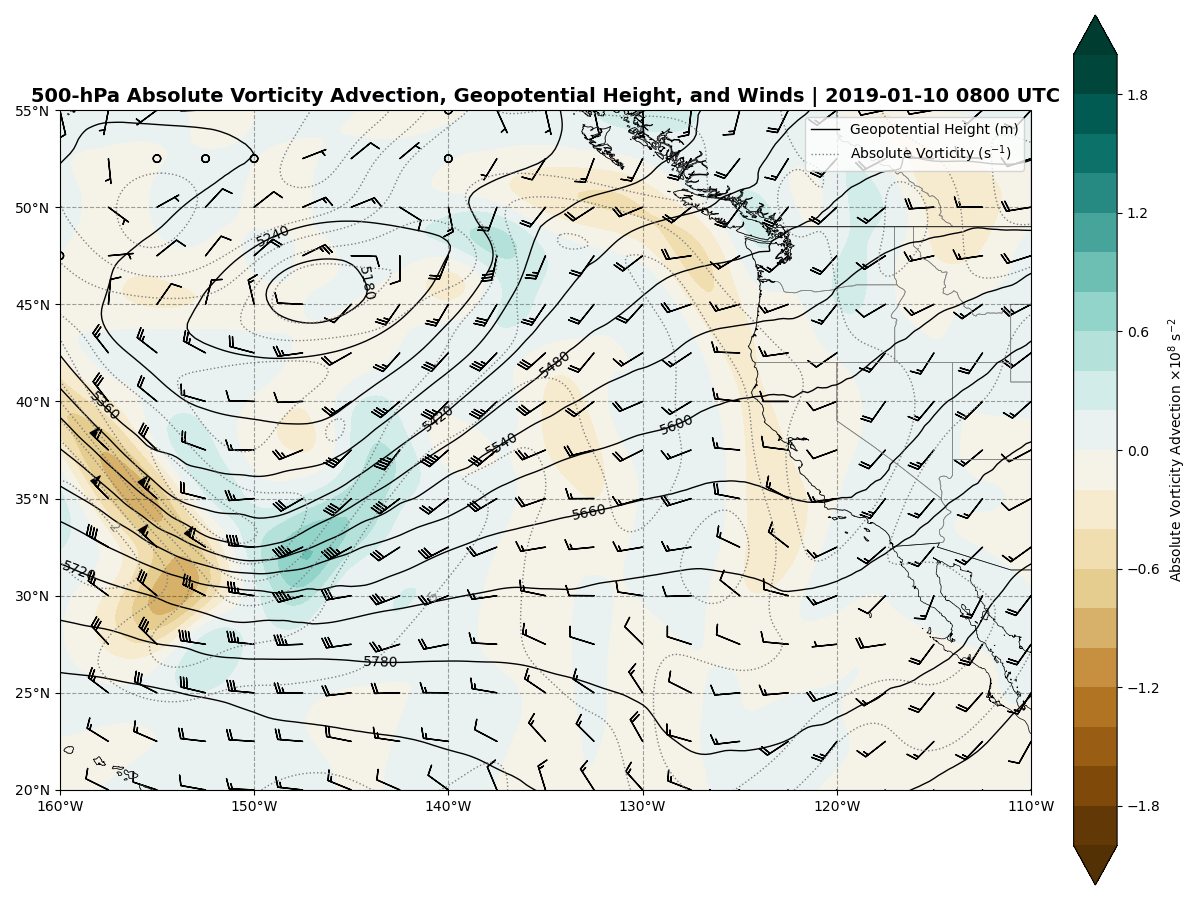 500-hPa Absolute Vorticity Advection, Geopotential Height, and Winds | 2019-01-10 0800 UTC
Geopotential Height (m)
Absolute Vorticity (s⁻¹)
55°N
50°N
45°N
40°N
35°N
30°N
25°N
20°N
160°W
150°W
140°W
130°W
120°W
110°W
5240
5180
5360
5480
5420
5540
5600
5660
5720
5780
1.8
1.2
0.6
0.0
−0.6
−1.2
−1.8
Absolute Vorticity Advection ×10⁸ s⁻²